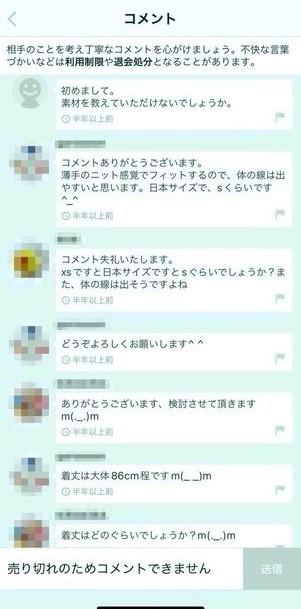 コメント
相手のことを考え丁寧なコメントを心がけましょう。不快な言葉
づかいなどは利用制限や退会処分となることがあります。
初めまして。
素材を教えていただけないでしょうか。
半年以上前
コメントありがとうございます。
薄手のニット感覚でフィットするので、体の線は出
やすいと思います。日本サイズで、sくらいです
^_^
半年以上前
コメント失礼いたします。
xsですと日本サイズですとsぐらいでしょうか？ま
た、体の線は出そうですよね
半年以上前
どうぞよろしくお願いします^ ^
半年以上前
ありがとうございます、検討させて頂きます
m(._.)m
半年以上前
着丈は大体86cm程ですm(_ _)m
半年以上前
着丈はどのぐらいでしょうか？m(._.)m
売り切れのためコメントできません
送信